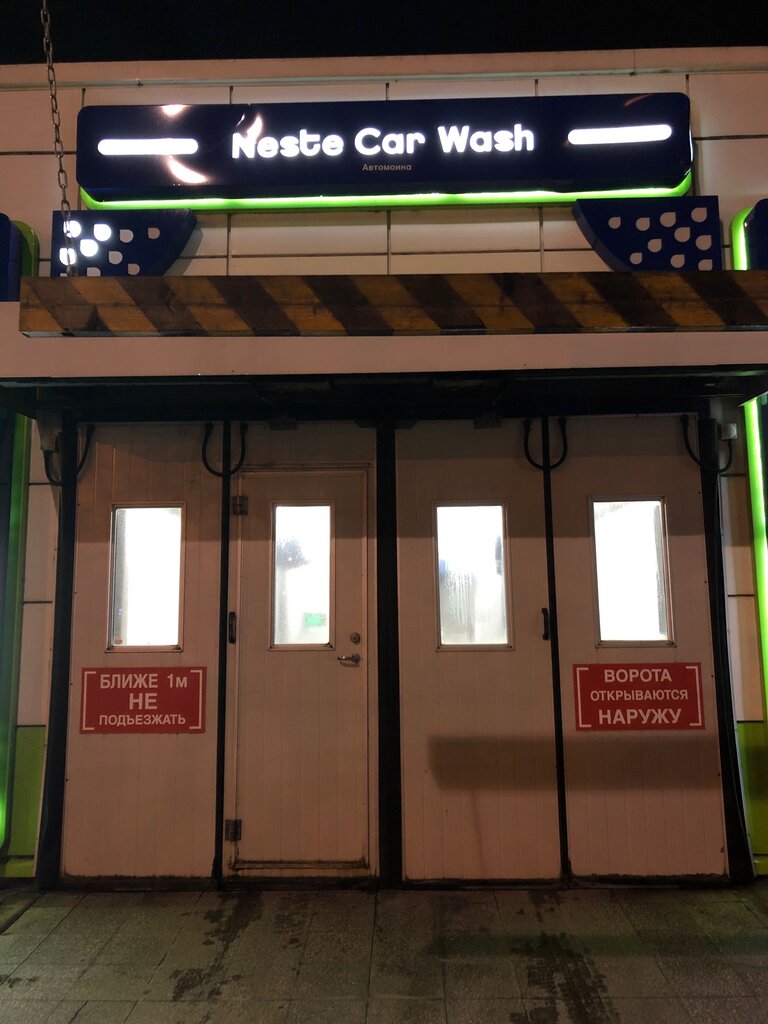 Neste Car Wash
Автомойка
БЛИЖЕ 1м
НЕ
ПОДЪЕЗЖАТЬ
ВОРОТА
ОТКРЫВАЮТСЯ
НАРУЖУ